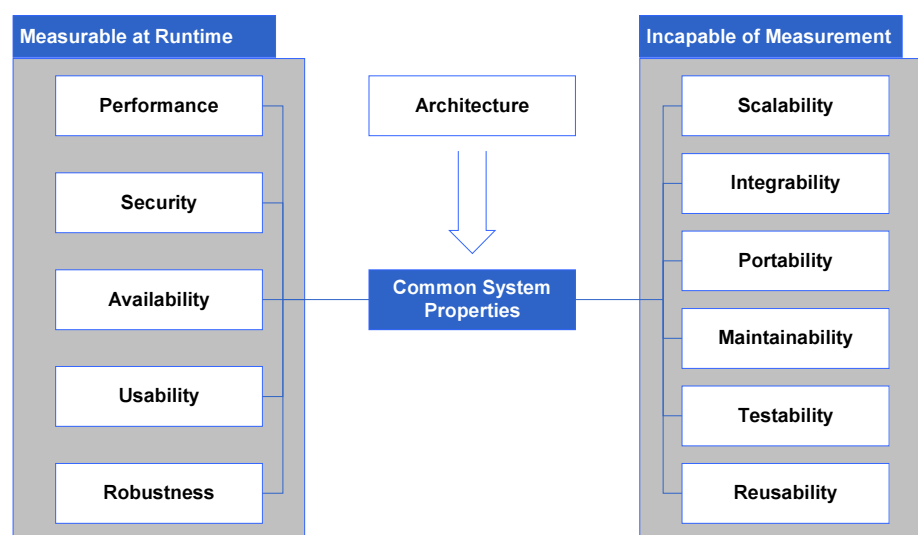 Measurable at Runtime
Performance
Security
Availability
Usability
Robustness
Architecture
Common System
Properties
Incapable of Measurement
Scalability
Integrability
Portability
Maintainability
Testability
Reusability